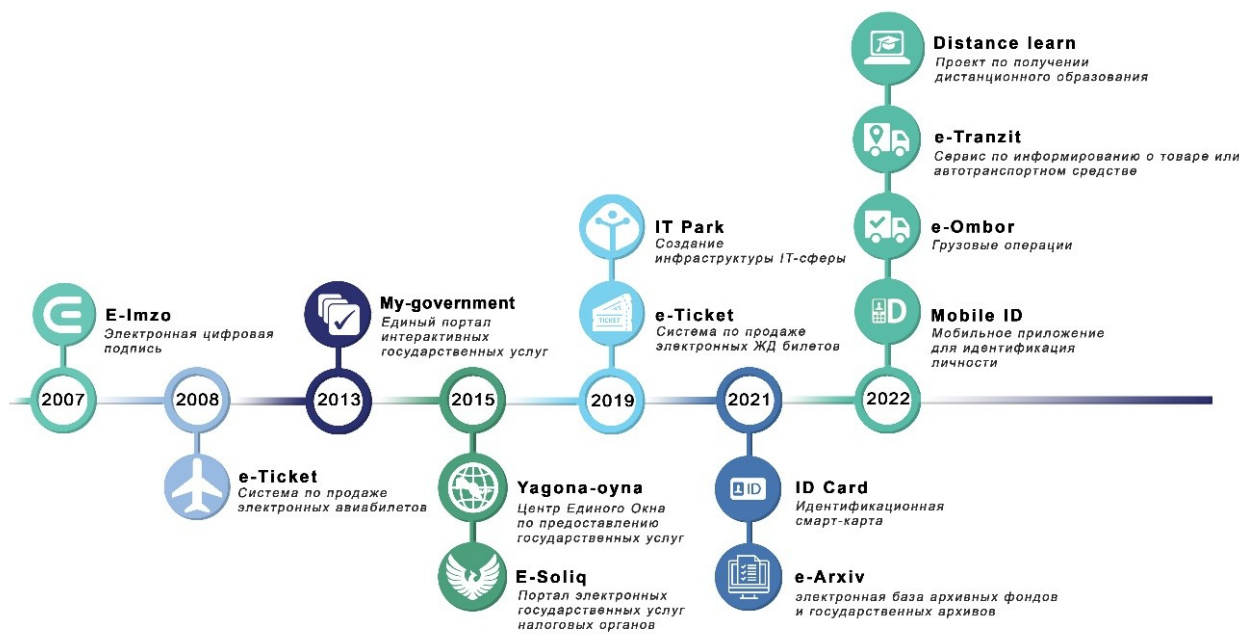 Distance learn
Проект по получении
дистанционного образования
e-Tranzit
Сервис по информированию о товаре или
автотранспортном средстве
e-Ombor
Грузовые операции
Mobile ID
Мобильное приложение
для идентификация
личности
IT Park
Создание
инфраструктуры IT-сферы
TICKET
e-Ticket
Система по продаже
электронных ЖД билетов
My-government
Единый портал
интерактивных
государственных услуг
E-Imzo
Электронная цифровая
подпись
2007
2008
2013
2015
2019
2021
2022
e-Ticket
Система по продаже
электронных авиабилетов
Yagona-oyna
Центр Единого Окна
по предоставлению
государственных услуг
E-Soliq
Портал электронных
государственных услуг
налоговых органов
ID
ID Card
Идентификационная
смарт-карта
e-Arxiv
электронная база архивных фондов
и государственных архивов